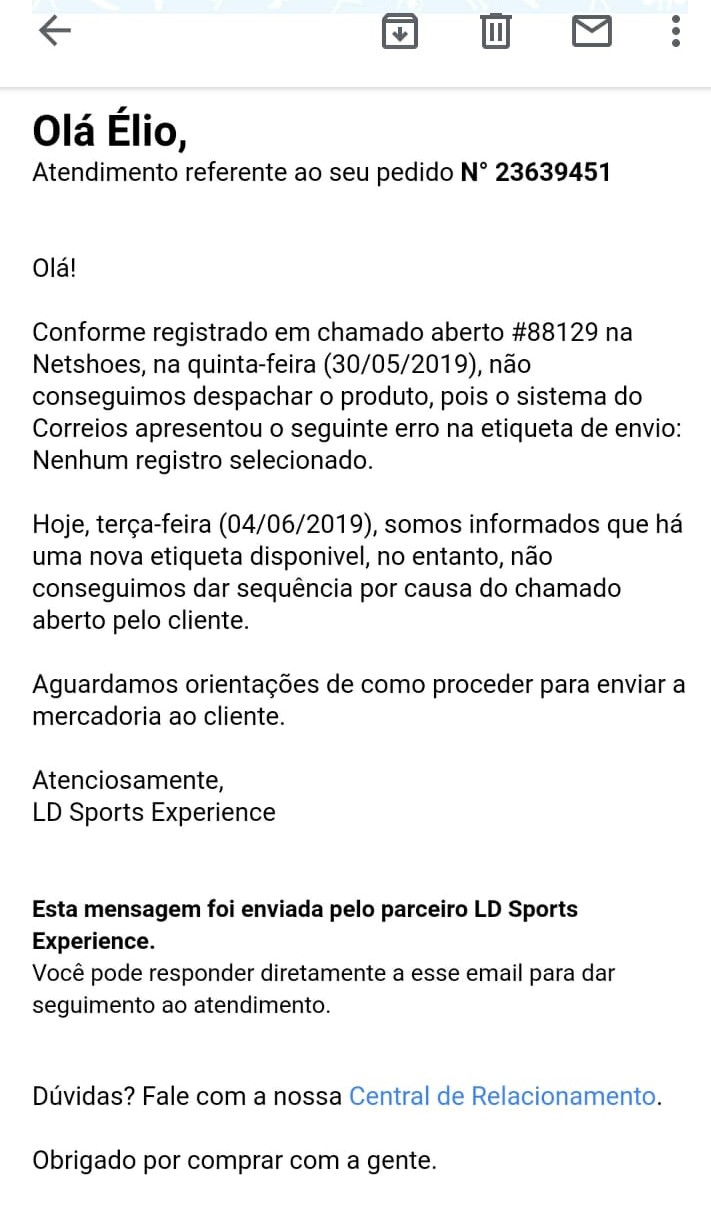 Olá Élio,
Atendimento referente ao seu pedido N° 23639451
Olá!
Conforme registrado em chamado aberto #88129 na
Netshoes, na quinta-feira (30/05/2019), não
conseguimos despachar o produto, pois o sistema do
Correios apresentou o seguinte erro na etiqueta de envio:
Nenhum registro selecionado.
Hoje, terça-feira (04/06/2019), somos informados que há
uma nova etiqueta disponivel, no entanto, não
conseguimos dar sequência por causa do chamado
aberto pelo cliente.
Aguardamos orientações de como proceder para enviar a
mercadoria ao cliente.
Atenciosamente,
LD Sports Experience
Esta mensagem foi enviada pelo parceiro LD Sports
Experience.
Você pode responder diretamente a esse email para dar
seguimento ao atendimento.
Dúvidas? Fale com a nossa Central de Relacionamento.
Obrigado por comprar com a gente.